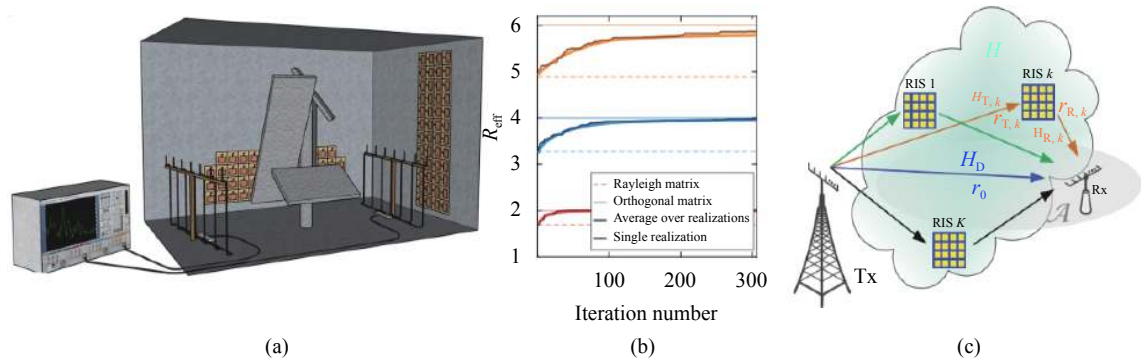 6
5
4
3
2
1
R_eff
Rayleigh matrix
Orthogonal matrix
Average over realizations
Single realization
100
200
300
Iteration number
H
RIS 1
RIS k
H_T, k
r_T, k
r_R, k
H_R, k
H_D
r_0
Rx
A
RIS K
Tx
(a)
(b)
(c)